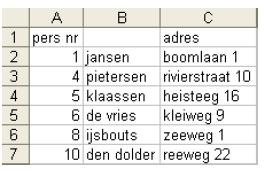 A B C
1 pers nr adres
2 1 jansen boomlaan 1
3 4 pietersen rivierstraat 10
4 5 klaassen heisteeg 16
5 6 de vries kleiweg 9
6 8 ijsbouts zeeweg 1
7 10 den dolder reeweg 22